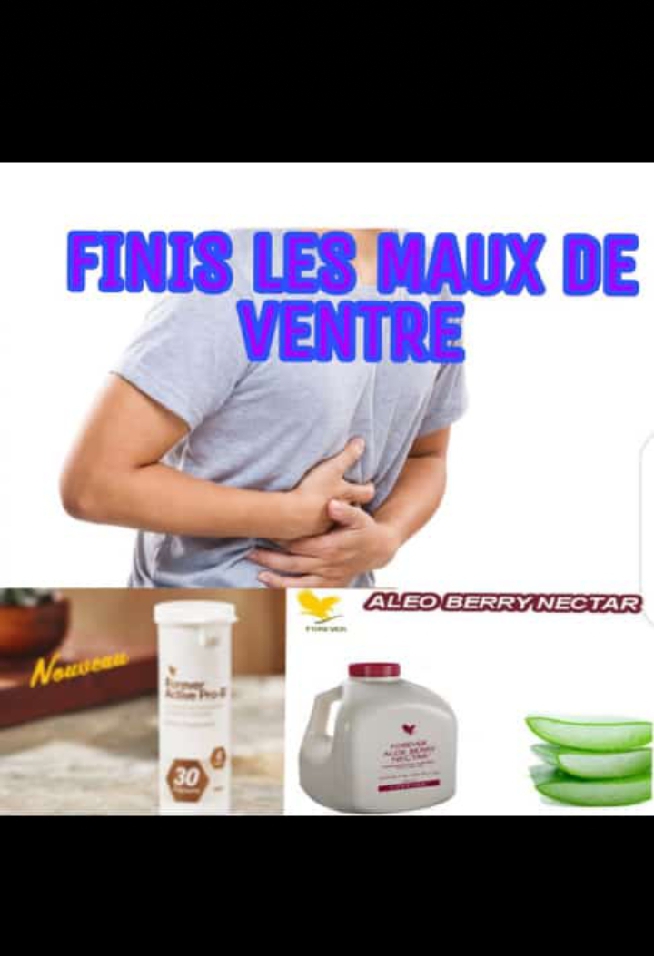 FINIS LES MAUX DE
VENTRE
Nouveau
Forever
Active Pro-B
30
ALEO BERRY NECTAR
FOREVER
FOREVER
ALOE BERRY
NECTAR